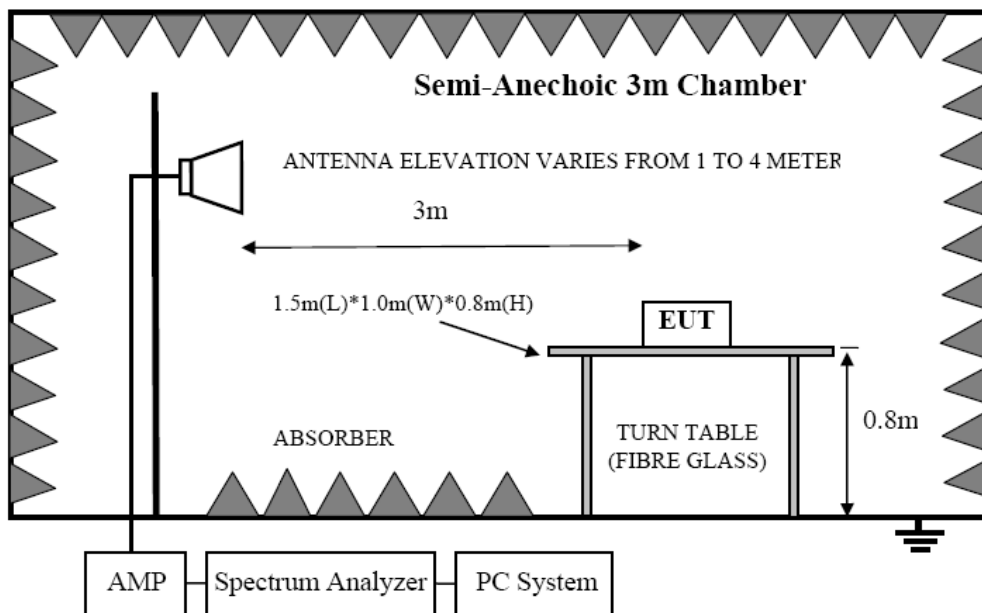 Semi-Anechoic 3m Chamber
ANTENNA ELEVATION VARIES FROM 1 TO 4 METER
3m
1.5m(L)*1.0m(W)*0.8m(H)
EUT
0.8m
ABSORBER
TURN TABLE
(FIBRE GLASS)
AMP
Spectrum Analyzer
PC System